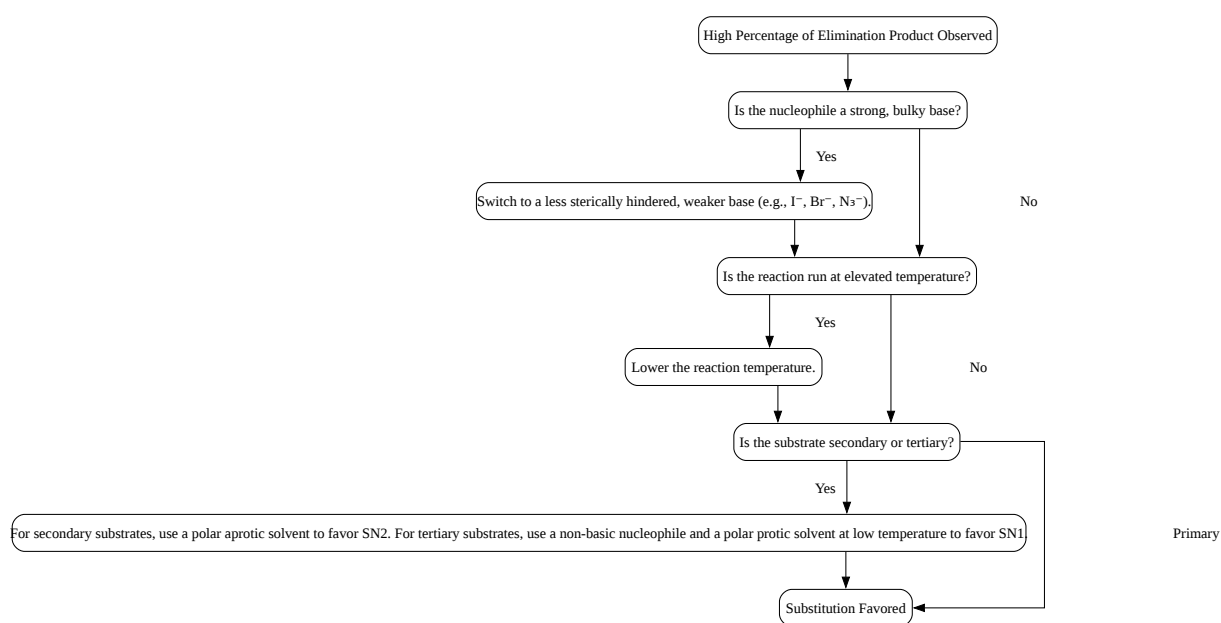 High Percentage of Elimination Product Observed
Is the nucleophile a strong, bulky base?
Yes
Switch to a less sterically hindered, weaker base (e.g., I⁻, Br⁻, N₃⁻).
No
Is the reaction run at elevated temperature?
Yes
Lower the reaction temperature.
No
Is the substrate secondary or tertiary?
Yes
For secondary substrates, use a polar aprotic solvent to favor SN2. For tertiary substrates, use a non-basic nucleophile and a polar protic solvent at low temperature to favor SN1.
Primary
Substitution Favored